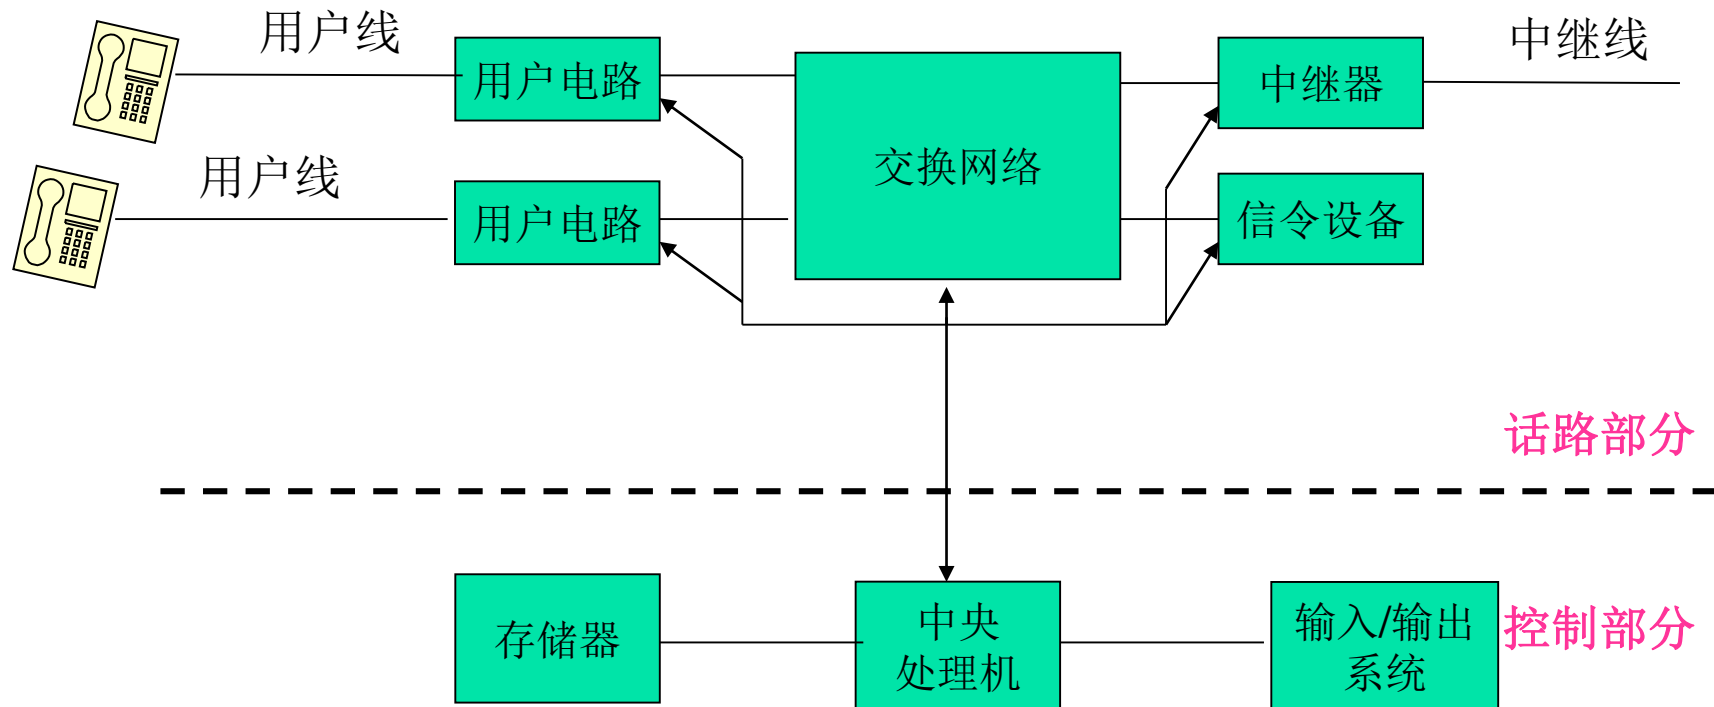 用户线
用户电路
中继线
中继器
交换网络
用户线
用户电路
信令设备
话路部分
存储器
中央
处理机
输入/输出
系统
控制部分